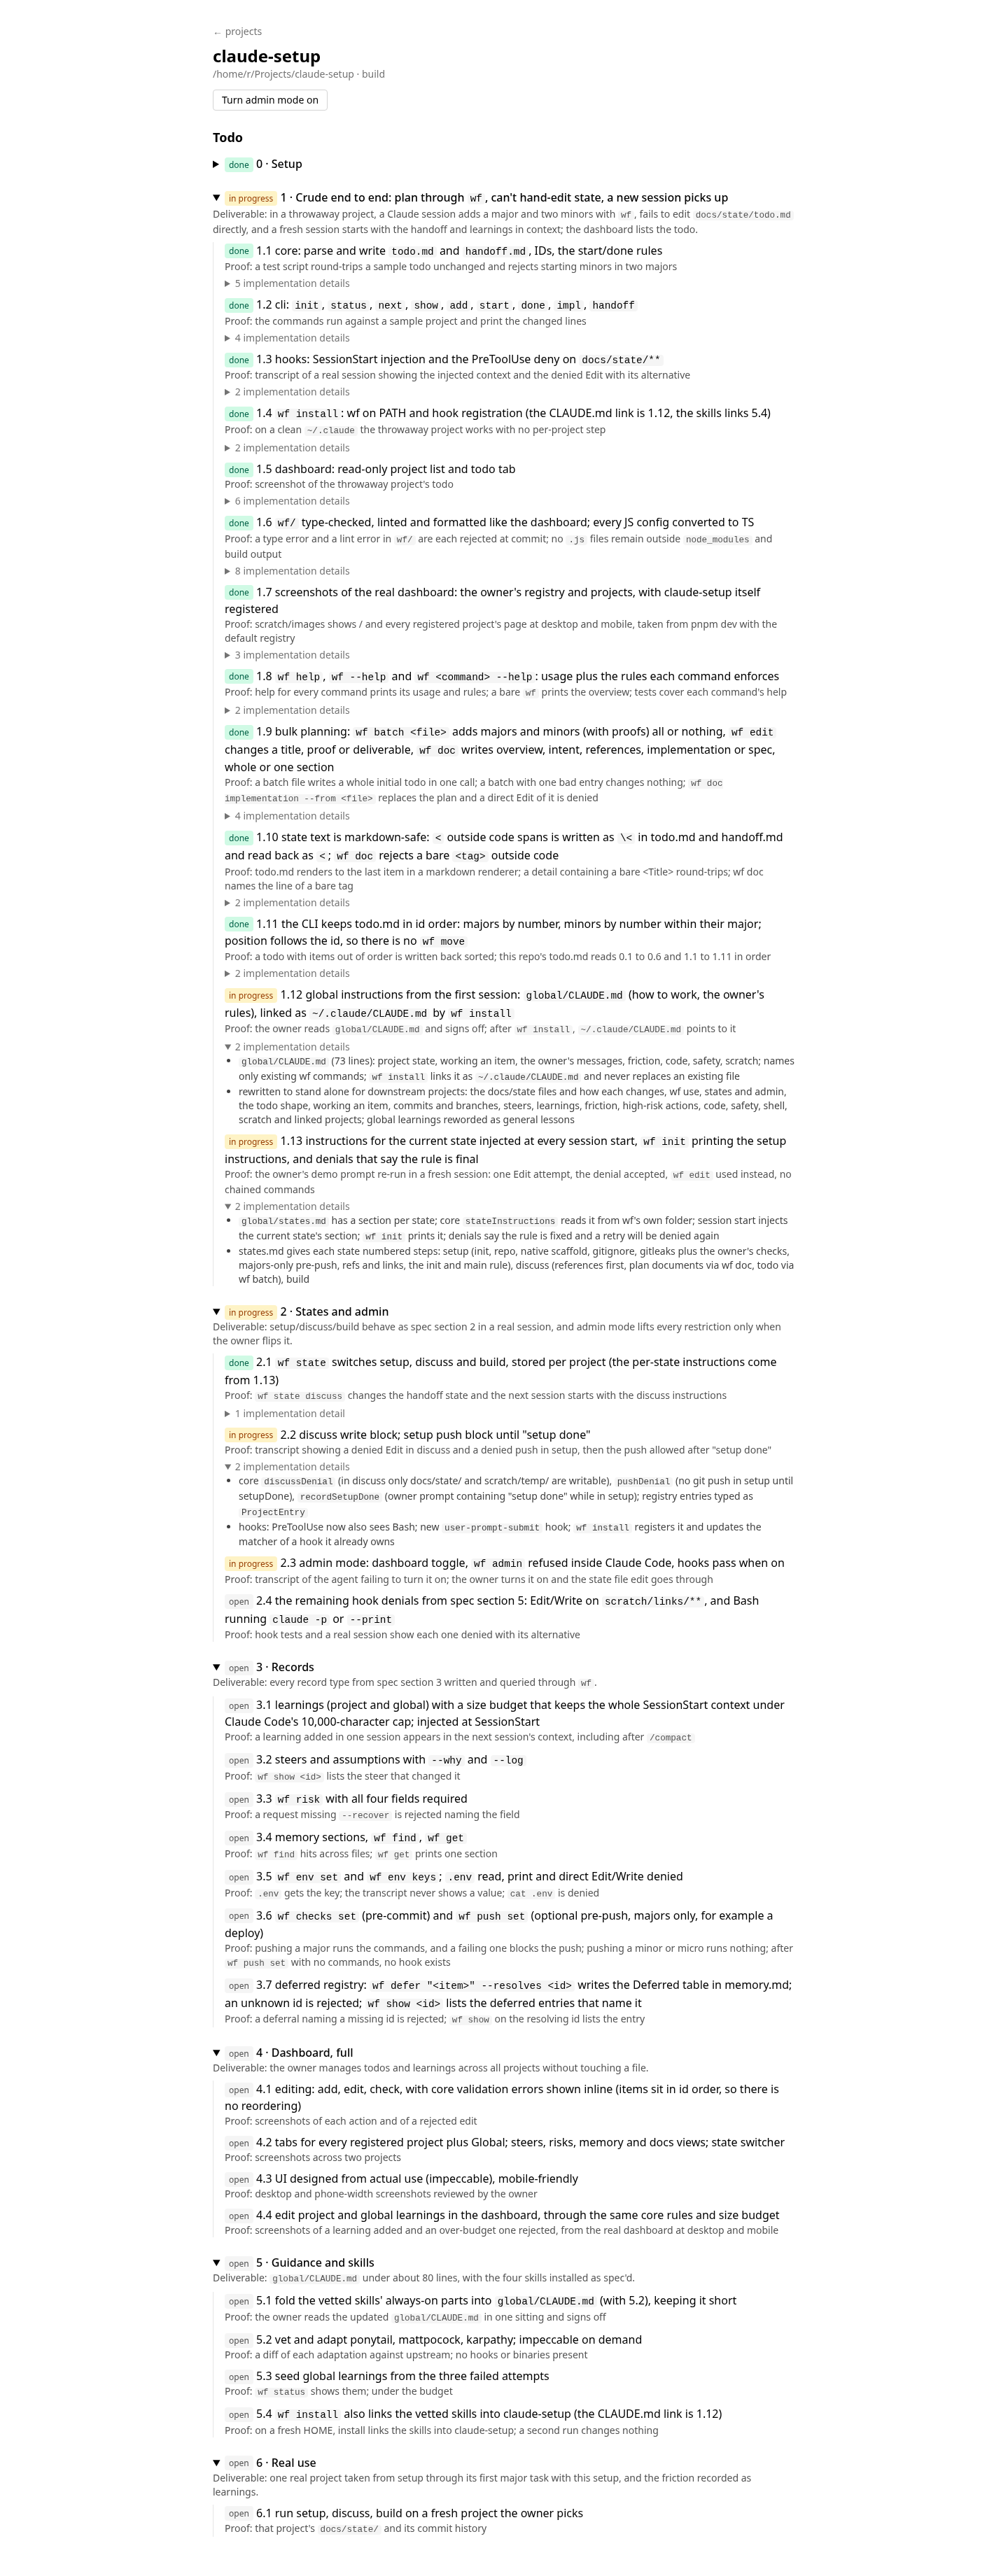 ← projects
claude-setup
/home/r/Projects/claude-setup · build
Turn admin mode on
Todo
done 0 · Setup
in progress 1 · Crude end to end: plan through wf, can't hand-edit state, a new session picks up
Deliverable: in a throwaway project, a Claude session adds a major and two minors with wf, fails to edit docs/state/todo.md
directly, and a fresh session starts with the handoff and learnings in context; the dashboard lists the todo.
done 1.1 core: parse and write todo.md and handoff.md, IDs, the start/done rules
Proof: a test script round-trips a sample todo unchanged and rejects starting minors in two majors
5 implementation details
done 1.2 cli: init, status, next, show, add, start, done, impl, handoff
Proof: the commands run against a sample project and print the changed lines
4 implementation details
done 1.3 hooks: SessionStart injection and the PreToolUse deny on docs/state/**
Proof: transcript of a real session showing the injected context and the denied Edit with its alternative
2 implementation details
done 1.4 wf install: wf on PATH and hook registration (the CLAUDE.md link is 1.12, the skills links 5.4)
Proof: on a clean ~/.claude the throwaway project works with no per-project step
2 implementation details
done 1.5 dashboard: read-only project list and todo tab
Proof: screenshot of the throwaway project's todo
6 implementation details
done 1.6 wf/ type-checked, linted and formatted like the dashboard; every JS config converted to TS
Proof: a type error and a lint error in wf/ are each rejected at commit; no .js files remain outside node_modules and
build output
8 implementation details
done 1.7 screenshots of the real dashboard: the owner's registry and projects, with claude-setup itself
registered
Proof: scratch/images shows / and every registered project's page at desktop and mobile, taken from pnpm dev with the
default registry
3 implementation details
done 1.8 wf help, wf --help and wf <command> --help: usage plus the rules each command enforces
Proof: help for every command prints its usage and rules; a bare wf prints the overview; tests cover each command's help
2 implementation details
done 1.9 bulk planning: wf batch <file> adds majors and minors (with proofs) all or nothing, wf edit
changes a title, proof or deliverable, wf doc writes overview, intent, references, implementation or spec,
whole or one section
Proof: a batch file writes a whole initial todo in one call; a batch with one bad entry changes nothing; wf doc
implementation --from <file> replaces the plan and a direct Edit of it is denied
4 implementation details
done 1.10 state text is markdown-safe: < outside code spans is written as \< in todo.md and handoff.md
and read back as <; wf doc rejects a bare <tag> outside code
Proof: todo.md renders to the last item in a markdown renderer; a detail containing a bare <Title> round-trips; wf doc
names the line of a bare tag
2 implementation details
done 1.11 the CLI keeps todo.md in id order: majors by number, minors by number within their major;
position follows the id, so there is no wf move
Proof: a todo with items out of order is written back sorted; this repo's todo.md reads 0.1 to 0.6 and 1.1 to 1.11 in order
2 implementation details
in progress 1.12 global instructions from the first session: global/CLAUDE.md (how to work, the owner's
rules), linked as ~/.claude/CLAUDE.md by wf install
Proof: the owner reads global/CLAUDE.md and signs off; after wf install, ~/.claude/CLAUDE.md points to it
2 implementation details
• global/CLAUDE.md (73 lines): project state, working an item, the owner's messages, friction, code, safety, scratch; names
only existing wf commands; wf install links it as ~/.claude/CLAUDE.md and never replaces an existing file
• rewritten to stand alone for downstream projects: the docs/state files and how each changes, wf use, states and admin,
the todo shape, working an item, commits and branches, steers, learnings, friction, high-risk actions, code, safety, shell,
scratch and linked projects; global learnings reworded as general lessons
in progress 1.13 instructions for the current state injected at every session start, wf init printing the setup
instructions, and denials that say the rule is final
Proof: the owner's demo prompt re-run in a fresh session: one Edit attempt, the denial accepted, wf edit used instead, no
chained commands
2 implementation details
• global/states.md has a section per state; core stateInstructions reads it from wf's own folder; session start injects
the current state's section; wf init prints it; denials say the rule is fixed and a retry will be denied again
• states.md gives each state numbered steps: setup (init, repo, native scaffold, gitignore, gitleaks plus the owner's checks,
majors-only pre-push, refs and links, the init and main rule), discuss (references first, plan documents via wf doc, todo via
wf batch), build
in progress 2 · States and admin
Deliverable: setup/discuss/build behave as spec section 2 in a real session, and admin mode lifts every restriction only when
the owner flips it.
done 2.1 wf state switches setup, discuss and build, stored per project (the per-state instructions come
from 1.13)
Proof: wf state discuss changes the handoff state and the next session starts with the discuss instructions
1 implementation detail
in progress 2.2 discuss write block; setup push block until "setup done"
Proof: transcript showing a denied Edit in discuss and a denied push in setup, then the push allowed after "setup done"
2 implementation details
• core discussDenial (in discuss only docs/state/ and scratch/temp/ are writable), pushDenial (no git push in setup until
setupDone), recordSetupDone (owner prompt containing "setup done" while in setup); registry entries typed as
ProjectEntry
• hooks: PreToolUse now also sees Bash; new user-prompt-submit hook; wf install registers it and updates the
matcher of a hook it already owns
in progress 2.3 admin mode: dashboard toggle, wf admin refused inside Claude Code, hooks pass when on
Proof: transcript of the agent failing to turn it on; the owner turns it on and the state file edit goes through
open 2.4 the remaining hook denials from spec section 5: Edit/Write on scratch/links/**, and Bash
running claude -p or --print
Proof: hook tests and a real session show each one denied with its alternative
open 3 · Records
Deliverable: every record type from spec section 3 written and queried through wf.
open 3.1 learnings (project and global) with a size budget that keeps the whole SessionStart context under
Claude Code's 10,000-character cap; injected at SessionStart
Proof: a learning added in one session appears in the next session's context, including after /compact
open 3.2 steers and assumptions with --why and --log
Proof: wf show <id> lists the steer that changed it
open 3.3 wf risk with all four fields required
Proof: a request missing --recover is rejected naming the field
open 3.4 memory sections, wf find, wf get
Proof: wf find hits across files; wf get prints one section
open 3.5 wf env set and wf env keys; .env read, print and direct Edit/Write denied
Proof: .env gets the key; the transcript never shows a value; cat .env is denied
open 3.6 wf checks set (pre-commit) and wf push set (optional pre-push, majors only, for example a
deploy)
Proof: pushing a major runs the commands, and a failing one blocks the push; pushing a minor or micro runs nothing; after
wf push set with no commands, no hook exists
open 3.7 deferred registry: wf defer "<item>" --resolves <id> writes the Deferred table in memory.md;
an unknown id is rejected; wf show <id> lists the deferred entries that name it
Proof: a deferral naming a missing id is rejected; wf show on the resolving id lists the entry
open 4 · Dashboard, full
Deliverable: the owner manages todos and learnings across all projects without touching a file.
open 4.1 editing: add, edit, check, with core validation errors shown inline (items sit in id order, so there is
no reordering)
Proof: screenshots of each action and of a rejected edit
open 4.2 tabs for every registered project plus Global; steers, risks, memory and docs views; state switcher
Proof: screenshots across two projects
open 4.3 UI designed from actual use (impeccable), mobile-friendly
Proof: desktop and phone-width screenshots reviewed by the owner
open 4.4 edit project and global learnings in the dashboard, through the same core rules and size budget
Proof: screenshots of a learning added and an over-budget one rejected, from the real dashboard at desktop and mobile
open 5 · Guidance and skills
Deliverable: global/CLAUDE.md under about 80 lines, with the four skills installed as spec'd.
open 5.1 fold the vetted skills' always-on parts into global/CLAUDE.md (with 5.2), keeping it short
Proof: the owner reads the updated global/CLAUDE.md in one sitting and signs off
open 5.2 vet and adapt ponytail, mattpocock, karpathy; impeccable on demand
Proof: a diff of each adaptation against upstream; no hooks or binaries present
open 5.3 seed global learnings from the three failed attempts
Proof: wf status shows them; under the budget
open 5.4 wf install also links the vetted skills into claude-setup (the CLAUDE.md link is 1.12)
Proof: on a fresh HOME, install links the skills into claude-setup; a second run changes nothing
open 6 · Real use
Deliverable: one real project taken from setup through its first major task with this setup, and the friction recorded as
learnings.
open 6.1 run setup, discuss, build on a fresh project the owner picks
Proof: that project's docs/state/ and its commit history